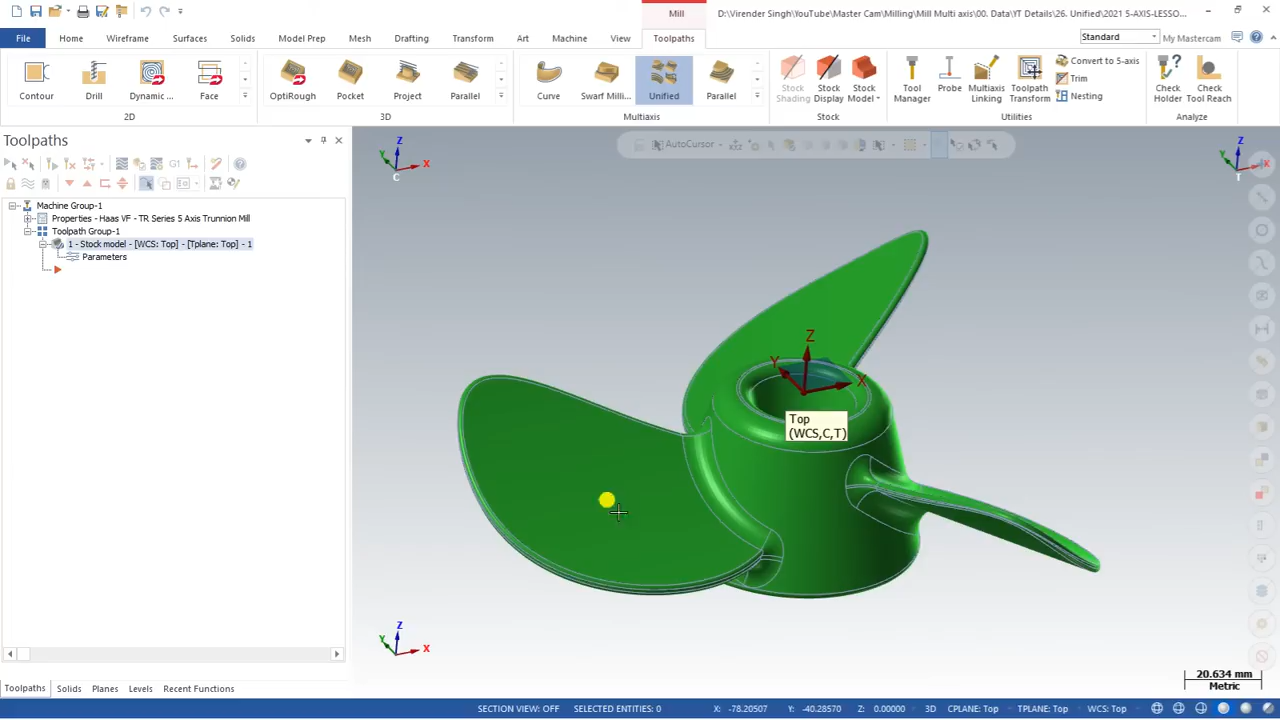 Mill
D:\Virender Singh\YouTube\Master Cam\Milling\Mill Multi axis\00. Data\YT Details\26. Unified\2021 5-AXIS-LESSO...
File
Home
Wireframe
Surfaces
Solids
Model Prep
Mesh
Drafting
Transform
Art
Machine
View
Toolpaths
Standard
My Mastercam
Contour
Drill
Dynamic ...
Face
2D
OptiRough
Pocket
Project
Parallel
3D
Curve
Swarf Milli...
Unified
Parallel
Multiaxis
Stock Shading
Stock Display
Stock Model
Stock
Tool Manager
Probe
Multiaxis Linking
Toolpath Transform
Convert to 5-axis
Trim
Nesting
Utilities
Check Holder
Check Tool Reach
Analyze
Toolpaths
AutoCursor
G1
Machine Group-1
Properties - Haas VF - TR Series 5 Axis Trunnion Mill
Toolpath Group-1
1 - Stock model - [WCS: Top] - [Tplane: Top] - 1
Parameters
Z
Y
X
C
Z
Y
X
T
Z
Y
X
Top
(WCS,C,T)
Z
Y
X
20.634 mm
Metric
Toolpaths
Solids
Planes
Levels
Recent Functions
SECTION VIEW: OFF
SELECTED ENTITIES: 0
X: -78.20507
Y: -40.28570
Z: 0.00000
3D
CPLANE: Top
TPLANE: Top
WCS: Top